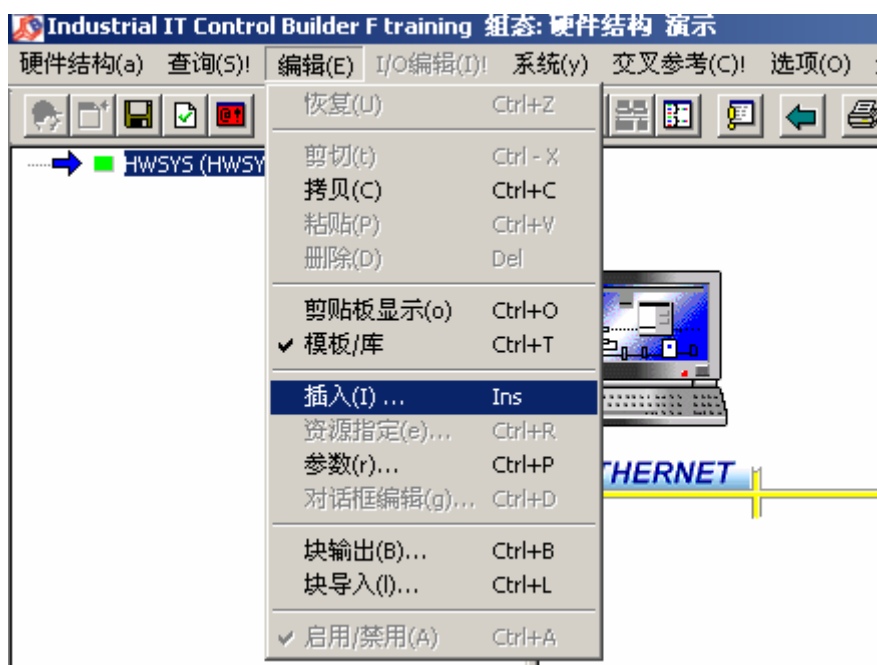 Industrial IT Control Builder F training 组态: 硬件结构 演示
硬件结构(a) 查询(S)! 编辑(E) I/O编辑(I)! 系统(y) 交叉参考(C)! 选项(O)
恢复(U) Ctrl+Z
HWSYS (HWSY
剪切(t) Ctrl - X
拷贝(C) Ctrl+C
粘贴(P) Ctrl+V
删除(D) Del
剪贴板显示(o) Ctrl+O
模板/库 Ctrl+T
插入(I) ... Ins
资源指定(e)... Ctrl+R
参数(r)... Ctrl+P
THERNET
对话框编辑(g)... Ctrl+D
块输出(B)... Ctrl+B
块导入(l)... Ctrl+L
启用/禁用(A) Ctrl+A